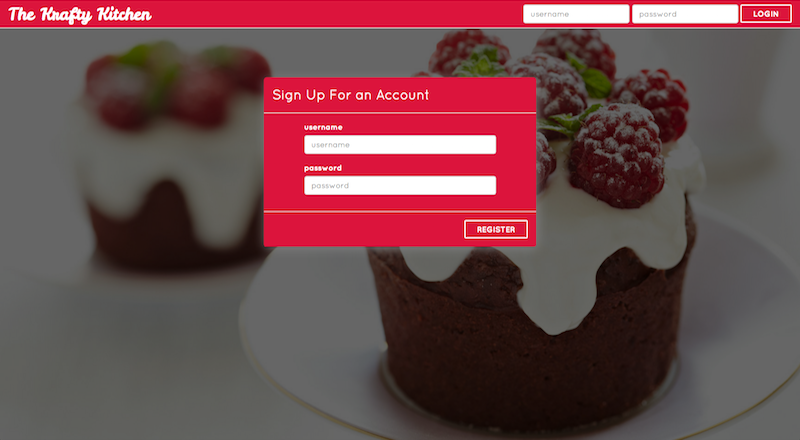 The Krafty Kitchen
username password LOGIN
Sign Up For an Account
username
username
password
password
REGISTER